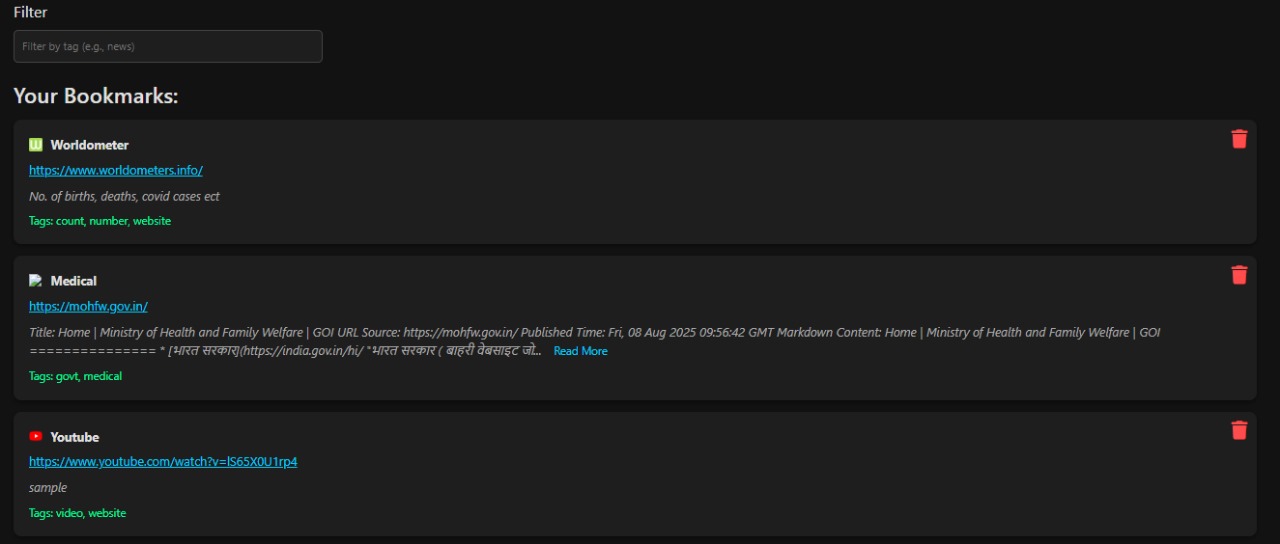 Filter
Filter by tag (e.g., news)
Your Bookmarks:
Worldometer
https://www.worldometers.info/
No. of births, deaths, covid cases ect
Tags: count, number, website
Medical
https://mohfw.gov.in/
Title: Home | Ministry of Health and Family Welfare | GOI URL Source: https://mohfw.gov.in/ Published Time: Fri, 08 Aug 2025 09:56:42 GMT Markdown Content: Home | Ministry of Health and Family Welfare | GOI
=============== * [भारत सरकार](https://india.gov.in/hi/ "भारत सरकार ( बाहरी वेबसाइट जो... Read More
Tags: govt, medical
Youtube
https://www.youtube.com/watch?v=lS65X0U1rp4
sample
Tags: video, website